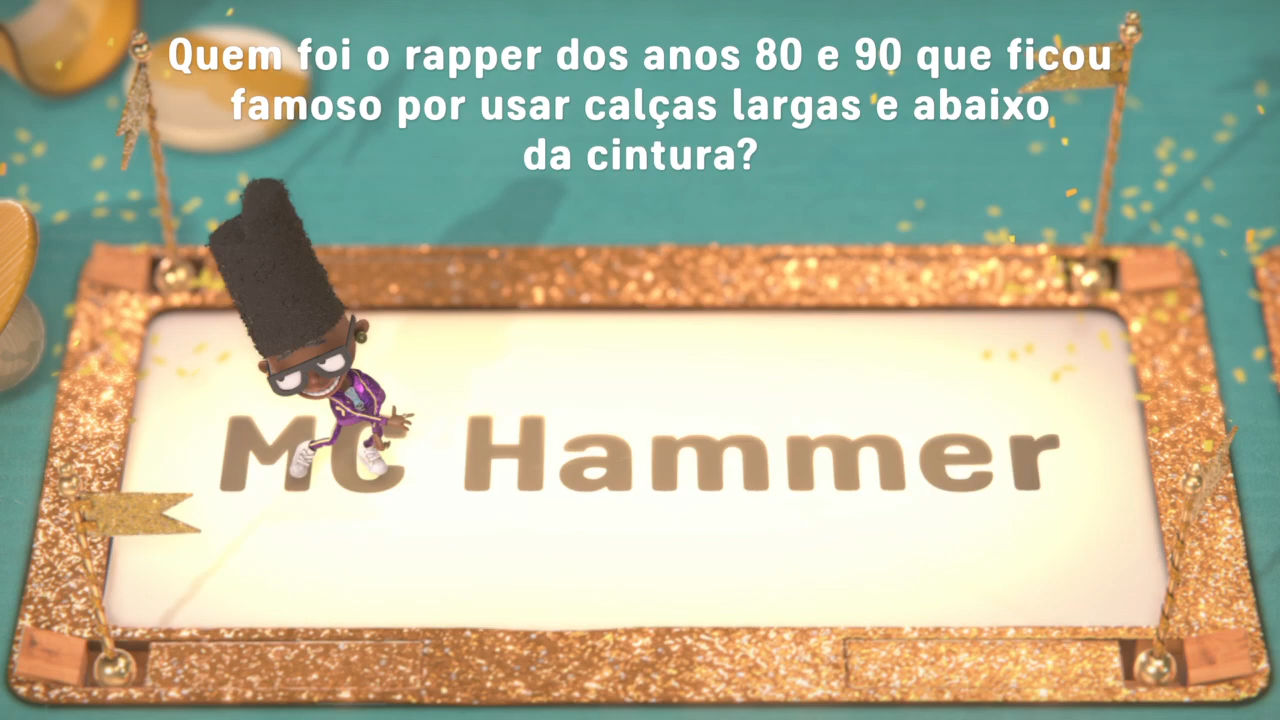 Quem foi o rapper dos anos 80 e 90 que ficou
famoso por usar calças largas e abaixo
da cintura?
MC Hammer